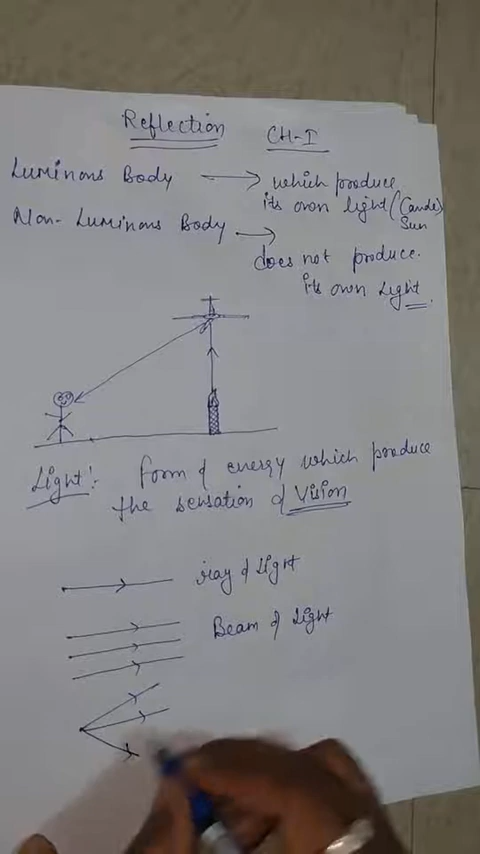 Reflection CH-I
Luminous Body → which produce
its own light (Candle)
Sun
Non-Luminous Body →
does not produce.
its own Light.
Light: form of energy which produce
the sensation of Vision
ray of Light
Beam of Light